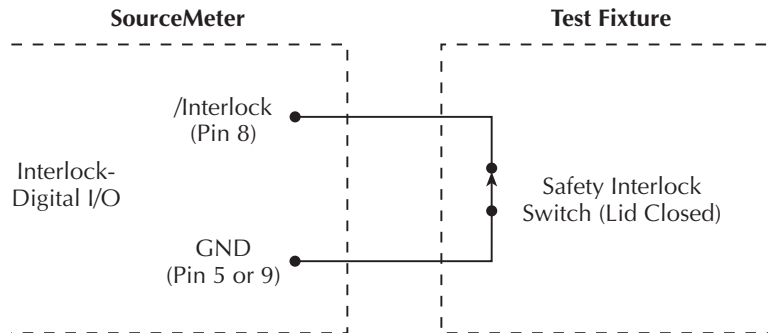 SourceMeter
Test Fixture
/Interlock
(Pin 8)
Interlock-
Digital I/O
Safety Interlock
Switch (Lid Closed)
GND
(Pin 5 or 9)